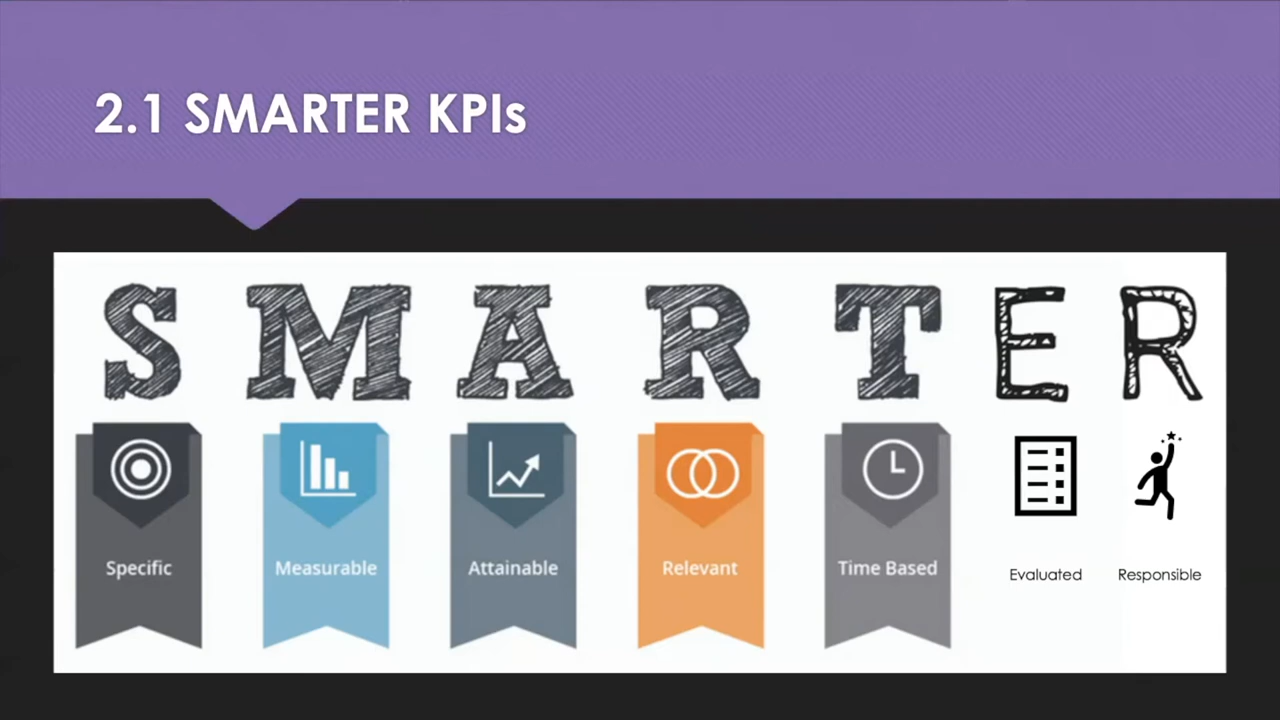 2.1 SMARTER KPIs
S M A R T E R
Specific Measurable Attainable Relevant Time Based Evaluated Responsible